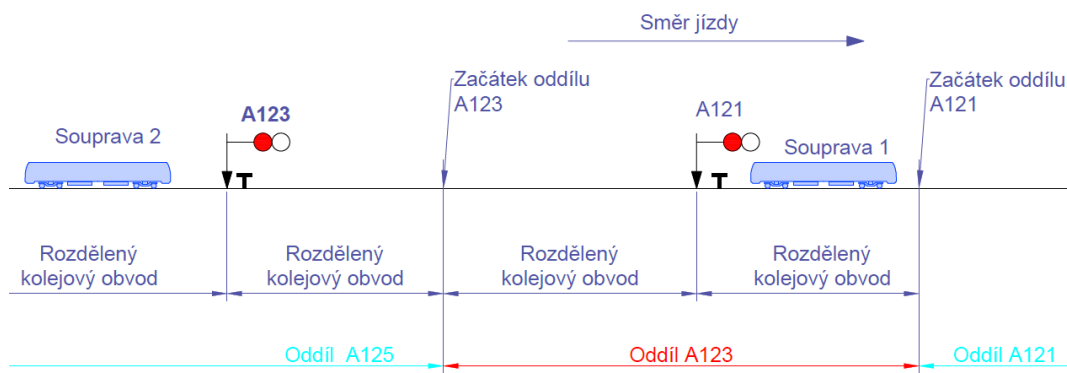 Směr jízdy
Začátek oddílu
A123
Začátek oddílu
A121
A123
A121
Souprava 2
Souprava 1
T
T
Rozdělený
kolejový obvod
Rozdělený
kolejový obvod
Rozdělený
kolejový obvod
Rozdělený
kolejový obvod
Oddíl A125
Oddíl A123
Oddíl A121